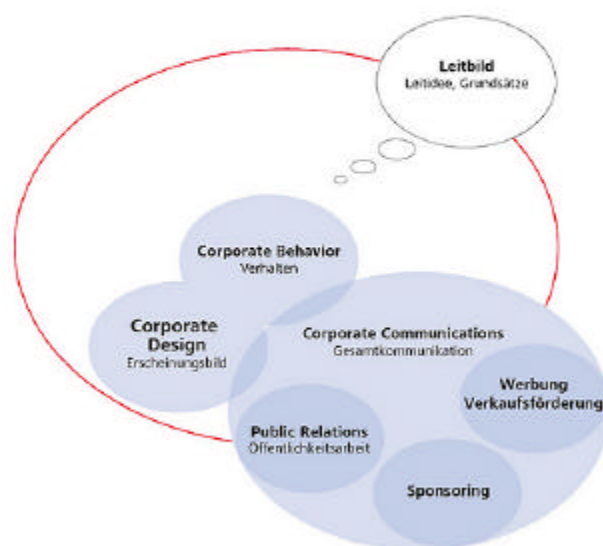 Leitbild
Leitidee, Grundsätze
Corporate Behavior
Verhalten
Corporate
Design
Erscheinungsbild
Corporate Communications
Gesamtkommunikation
Werbung
Verkaufsförderung
Public Relations
Öffentlichkeitsarbeit
Sponsoring